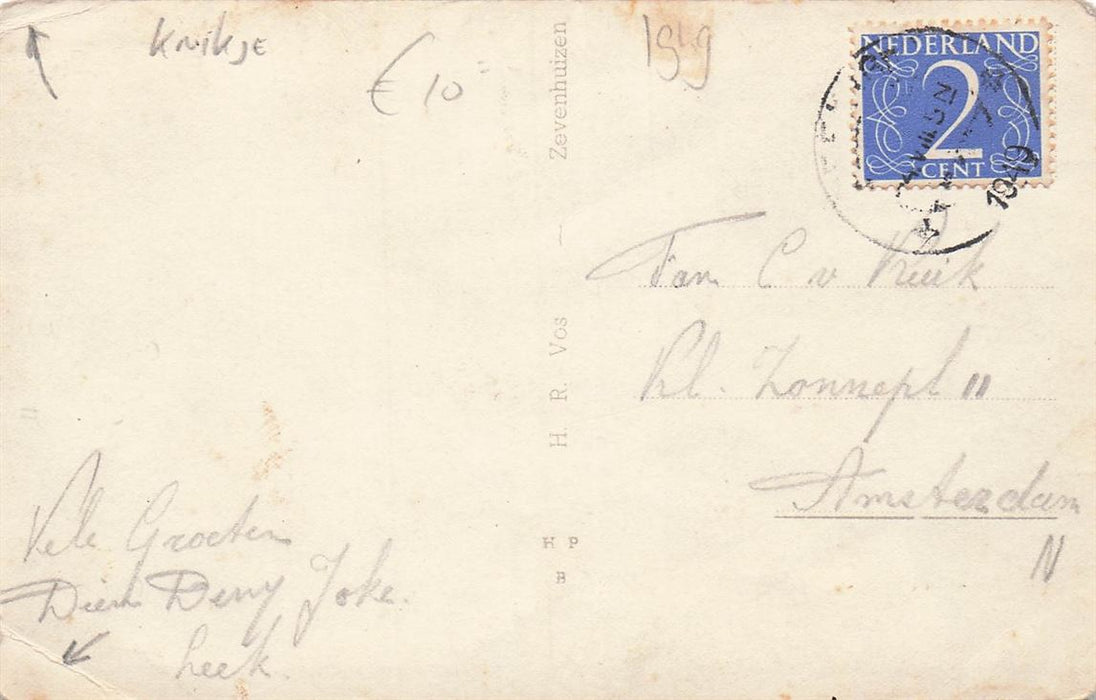 knikje
€ 10
1949
NEDERLAND
2
CENT
1949
H. R. Vos — Zevenhuizen
Fam C v Kuik
Kl. Zonnepl 11
Amsterdam
N
Vele Groeten
Dien Deny Joke.
H P
B